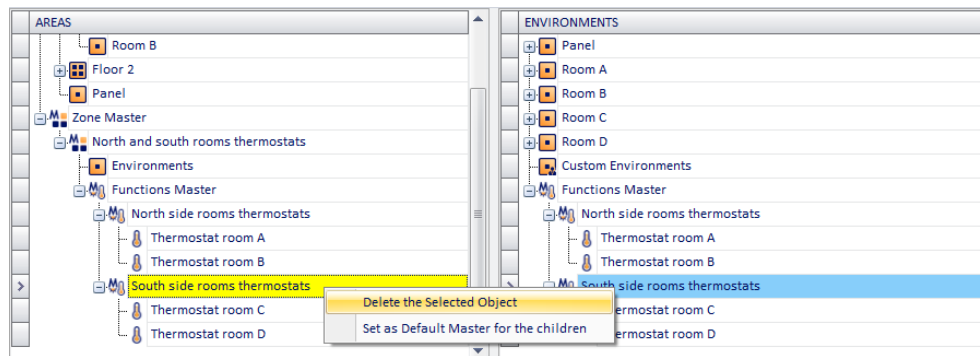 AREAS
Room B
Floor 2
Panel
Zone Master
North and south rooms thermostats
Environments
Functions Master
North side rooms thermostats
Thermostat room A
Thermostat room B
South side rooms thermostats
Thermostat room C
Thermostat room D
Delete the Selected Object
Set as Default Master for the children
ENVIRONMENTS
Panel
Room A
Room B
Room C
Room D
Custom Environments
Functions Master
North side rooms thermostats
Thermostat room A
Thermostat room B
South side rooms thermostats
ermostat room C
ermostat room D